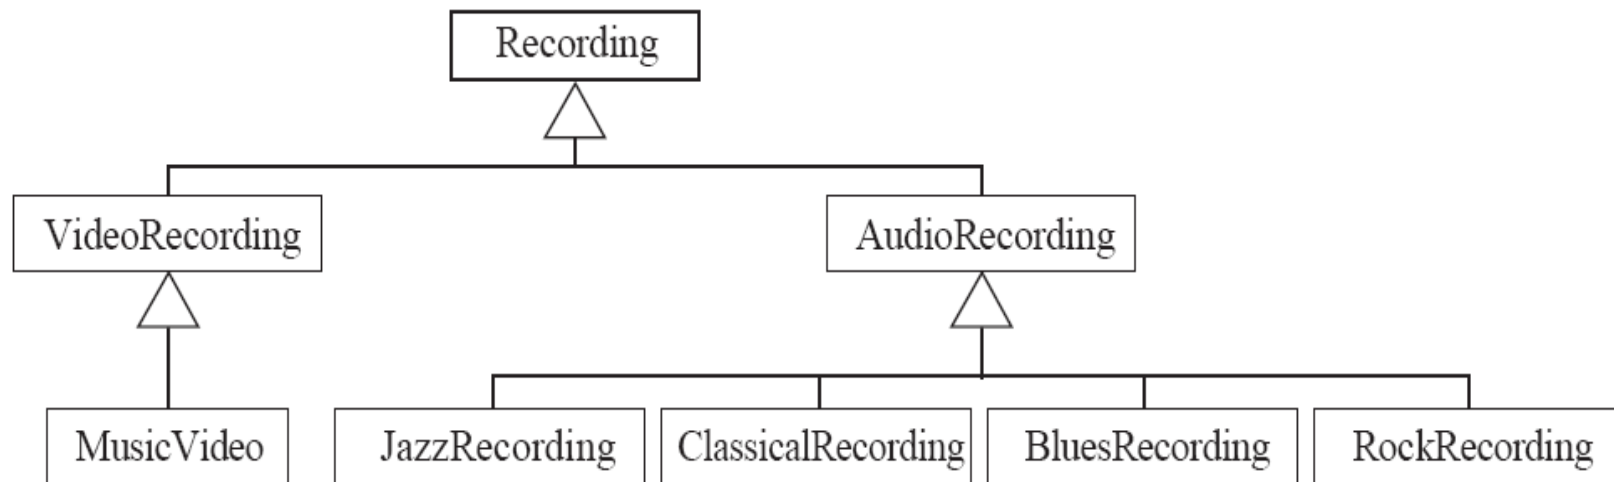 Recording
VideoRecording
AudioRecording
MusicVideo
JazzRecording
ClassicalRecording
BluesRecording
RockRecording